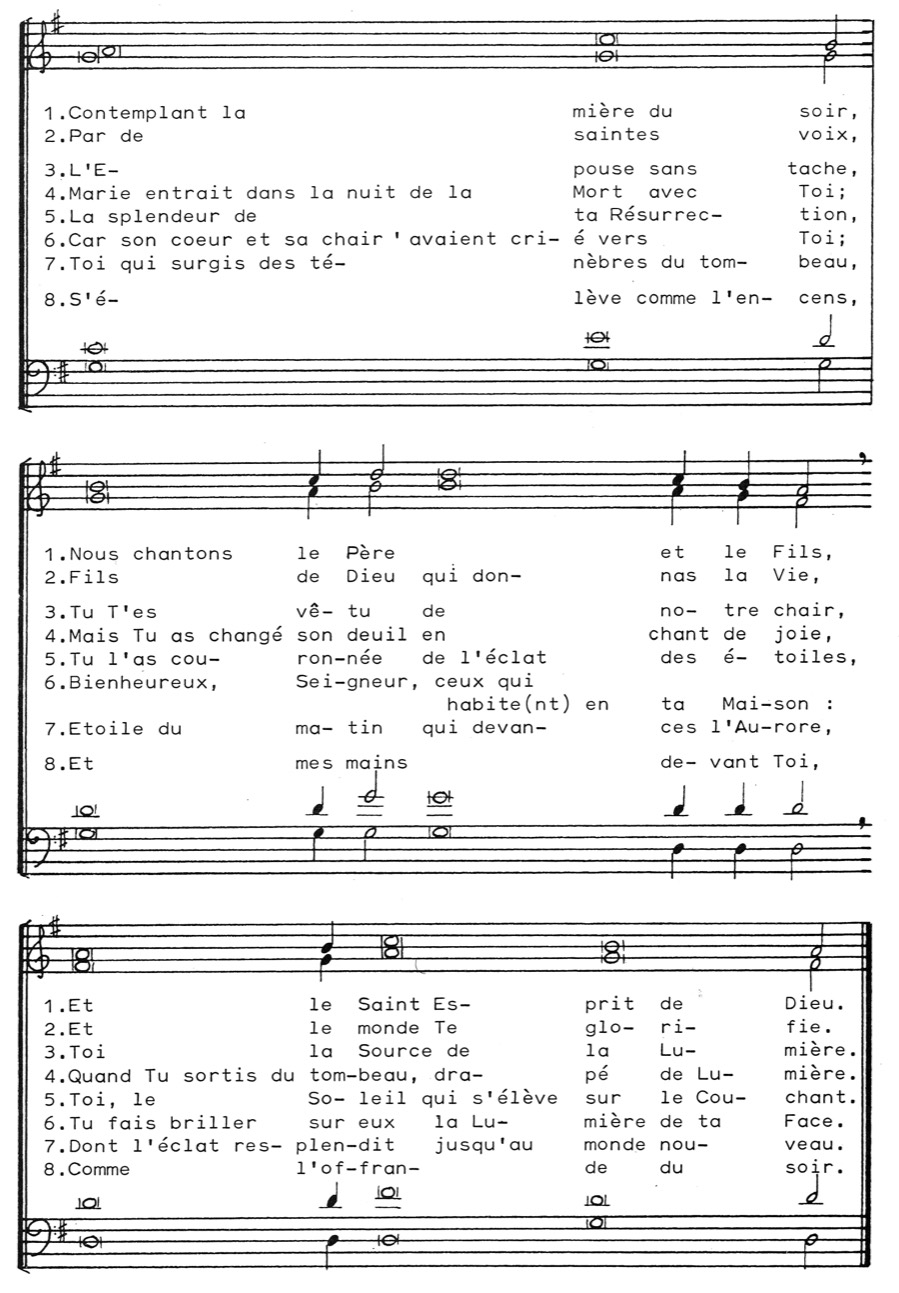 1.Contemplant la mière du soir,
2.Par de saintes voix,
3.L'E- pouse sans tache,
4.Marie entrait dans la nuit de la Mort avec Toi;
5.La splendeur de ta Résurrec- tion,
6.Car son coeur et sa chair 'avaient cri- é vers Toi;
7.Toi qui surgis des té- nèbres du tom- beau,
8.S'é- lève comme l'en- cens,
1.Nous chantons le Père et le Fils,
2.Fils de Dieu qui don- nas la Vie,
3.Tu T'es vê- tu de no- tre chair,
4.Mais Tu as changé son deuil en chant de joie,
5.Tu l'as cou- ron-née de l'éclat des é- toiles,
6.Bienheureux, Sei-gneur, ceux qui
habite(nt) en ta Mai-son :
7.Etoile du ma- tin qui devan- ces l'Au-rore,
8.Et mes mains de- vant Toi,
1.Et le Saint Es- prit de Dieu.
2.Et le monde Te glo- ri- fie.
3.Toi la Source de la Lu- mière.
4.Quand Tu sortis du tom-beau, dra- pé de Lu- mière.
5.Toi, le So- leil qui s'élève sur le Cou- chant.
6.Tu fais briller sur eux la Lu- mière de ta Face.
7.Dont l'éclat res- plen-dit jusqu'au monde nou- veau.
8.Comme l'of-fran- de du soir.